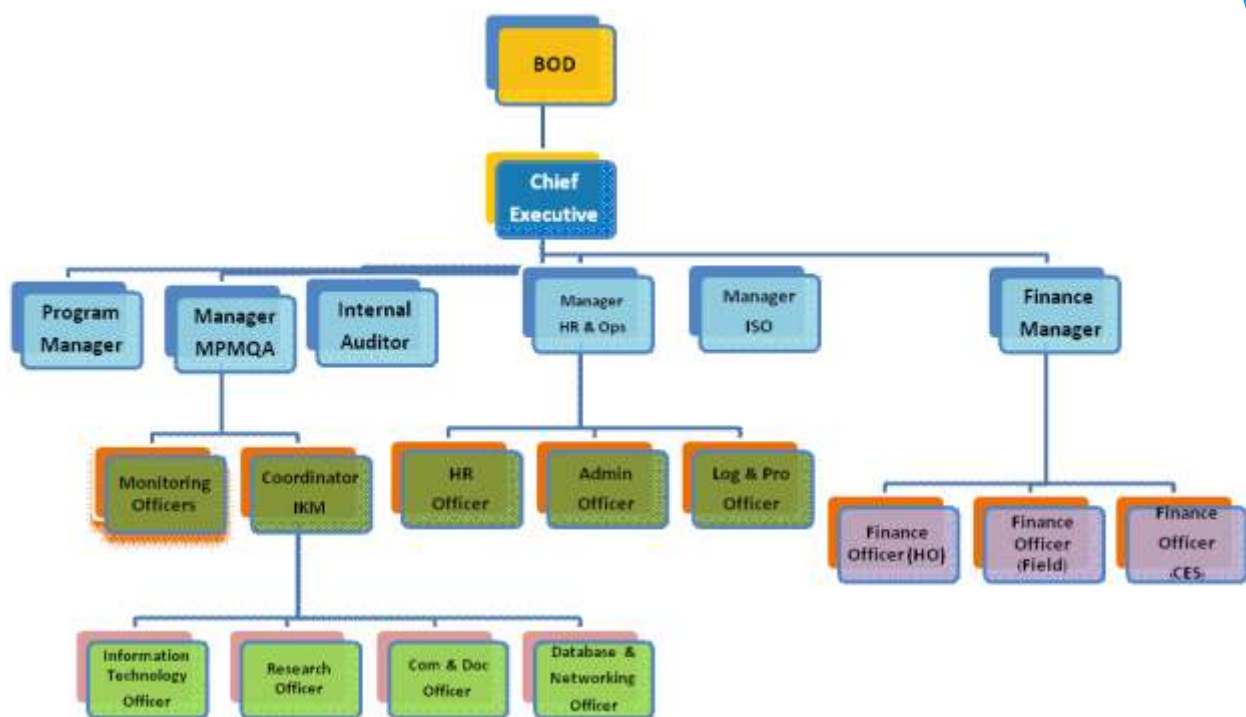 BOD
Chief
Executive
Program
Manager
Manager
MPMQA
Internal
Auditor
Manager
HR & Ops
Manager
ISO
Finance
Manager
Monitoring
Officers
Coordinator
IKM
HR
Officer
Admin
Officer
Log & Pro
Officer
Finance
Officer (HO)
Finance
Officer
(Field)
Finance
Officer
(CES)
Information
Technology
Officer
Research
Officer
Com & Doc
Officer
Database &
Networking
Officer